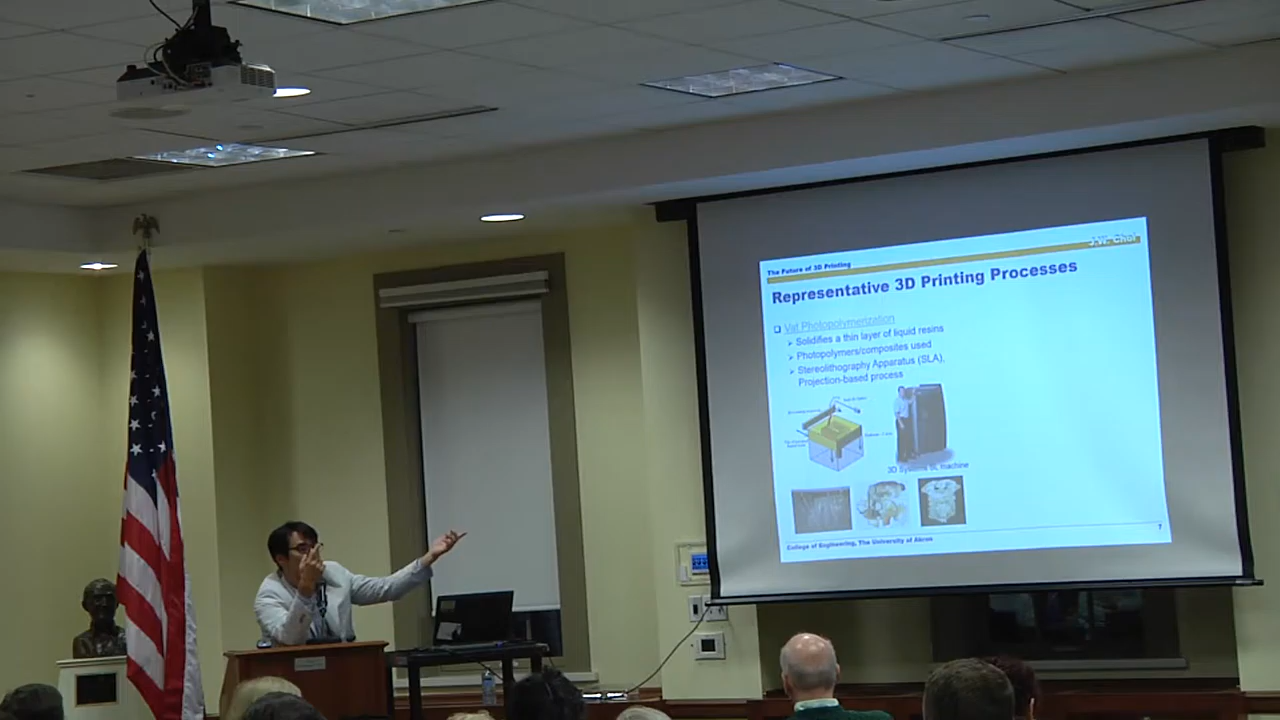 J.W. Choi
The Future of 3D Printing
Representative 3D Printing Processes
Vat Photopolymerization
Solidifies a thin layer of liquid resins
Photopolymers/composites used
Stereolithography Apparatus (SLA),
Projection-based process
3D Systems SL machine
College of Engineering, The University of Akron
7